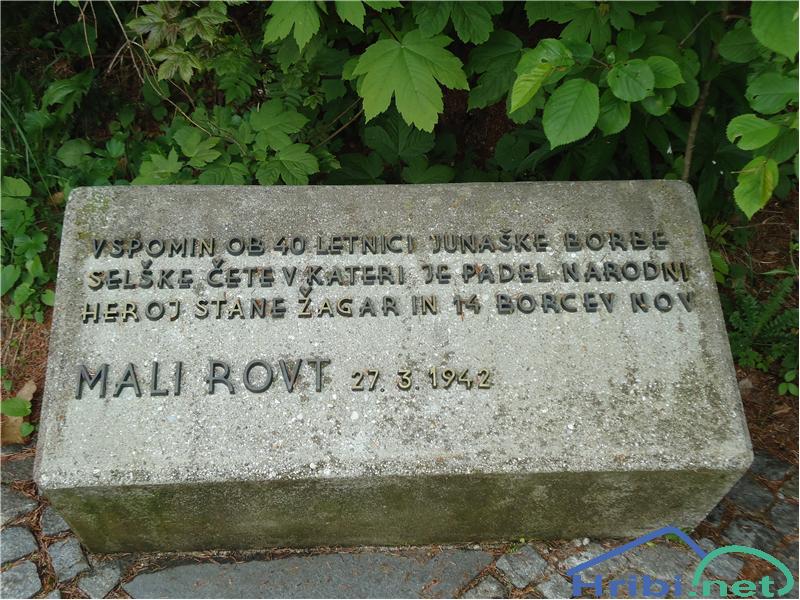 V SPOMIN OB 40 LETNICI JUNAŠKE BORBE
SELŠKE ČETE V KATERI JE PADEL NARODNI
HEROJ STANE ŽAGAR IN 14 BORCEV NOV
MALI ROVT 27. 3. 1942
Hribi.net